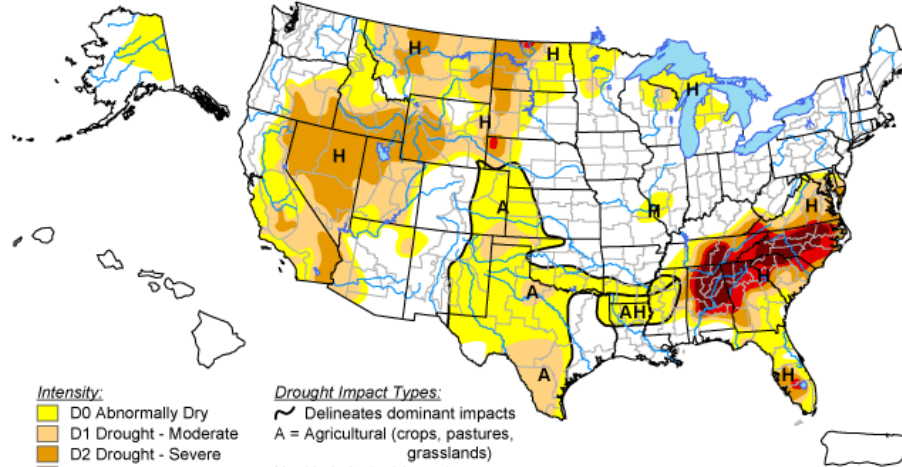 H
H
H
H
H
H
A
H
H
A
AH
H
A
Intensity:
D0 Abnormally Dry
D1 Drought - Moderate
D2 Drought - Severe
Drought Impact Types:
Delineates dominant impacts
A = Agricultural (crops, pastures,
grasslands)